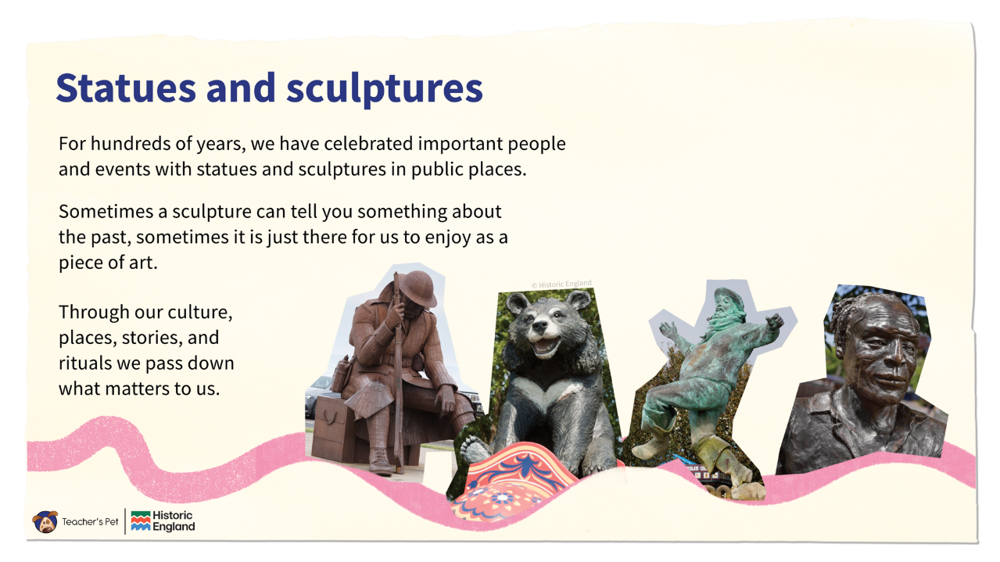 Statues and sculptures
For hundreds of years, we have celebrated important people
and events with statues and sculptures in public places.
Sometimes a sculpture can tell you something about
the past, sometimes it is just there for us to enjoy as a
piece of art.
© Historic England
Through our culture,
places, stories, and
rituals we pass down
what matters to us.
Teacher's Pet
Historic
England